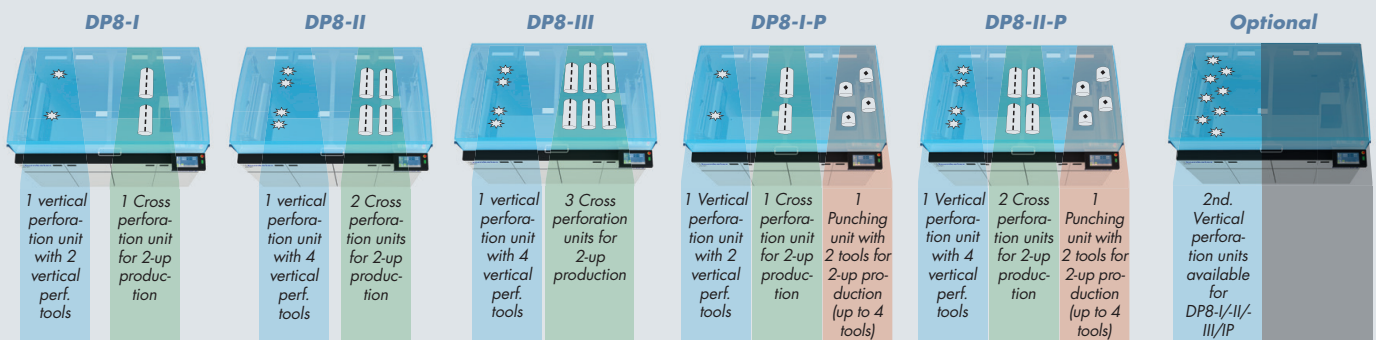 DP8-I
1 vertical
perfora-
tion unit
with 2
vertical
perf.
tools
1 Cross
perfora-
tion unit
for 2-up
produc-
tion
DP8-II
1 vertical
perfora-
tion unit
with 4
vertical
perf.
tools
2 Cross
perfora-
tion units
for 2-up
produc-
tion
DP8-III
1 vertical
perfora-
tion unit
with 4
vertical
perf.
tools
3 Cross
perforation
units for
2-up
production
DP8-I-P
1 Vertical
perfora-
tion unit
with 2
vertical
perf.
tools
1 Cross
perfora-
tion unit
for 2-up
produc-
tion
1
Punching
unit with
2 tools for
2-up pro-
duction
(up to 4
tools)
DP8-II-P
1 Vertical
perfora-
tion unit
with 4
vertical
perf.
tools
2 Cross
perfora-
tion units
for 2-up
produc-
tion
1
Punching
unit with
2 tools for
2-up pro-
duction
(up to 4
tools)
Optional
2nd.
Vertical
perfora-
tion units
available
for
DP8-I/-II/-
III/IP